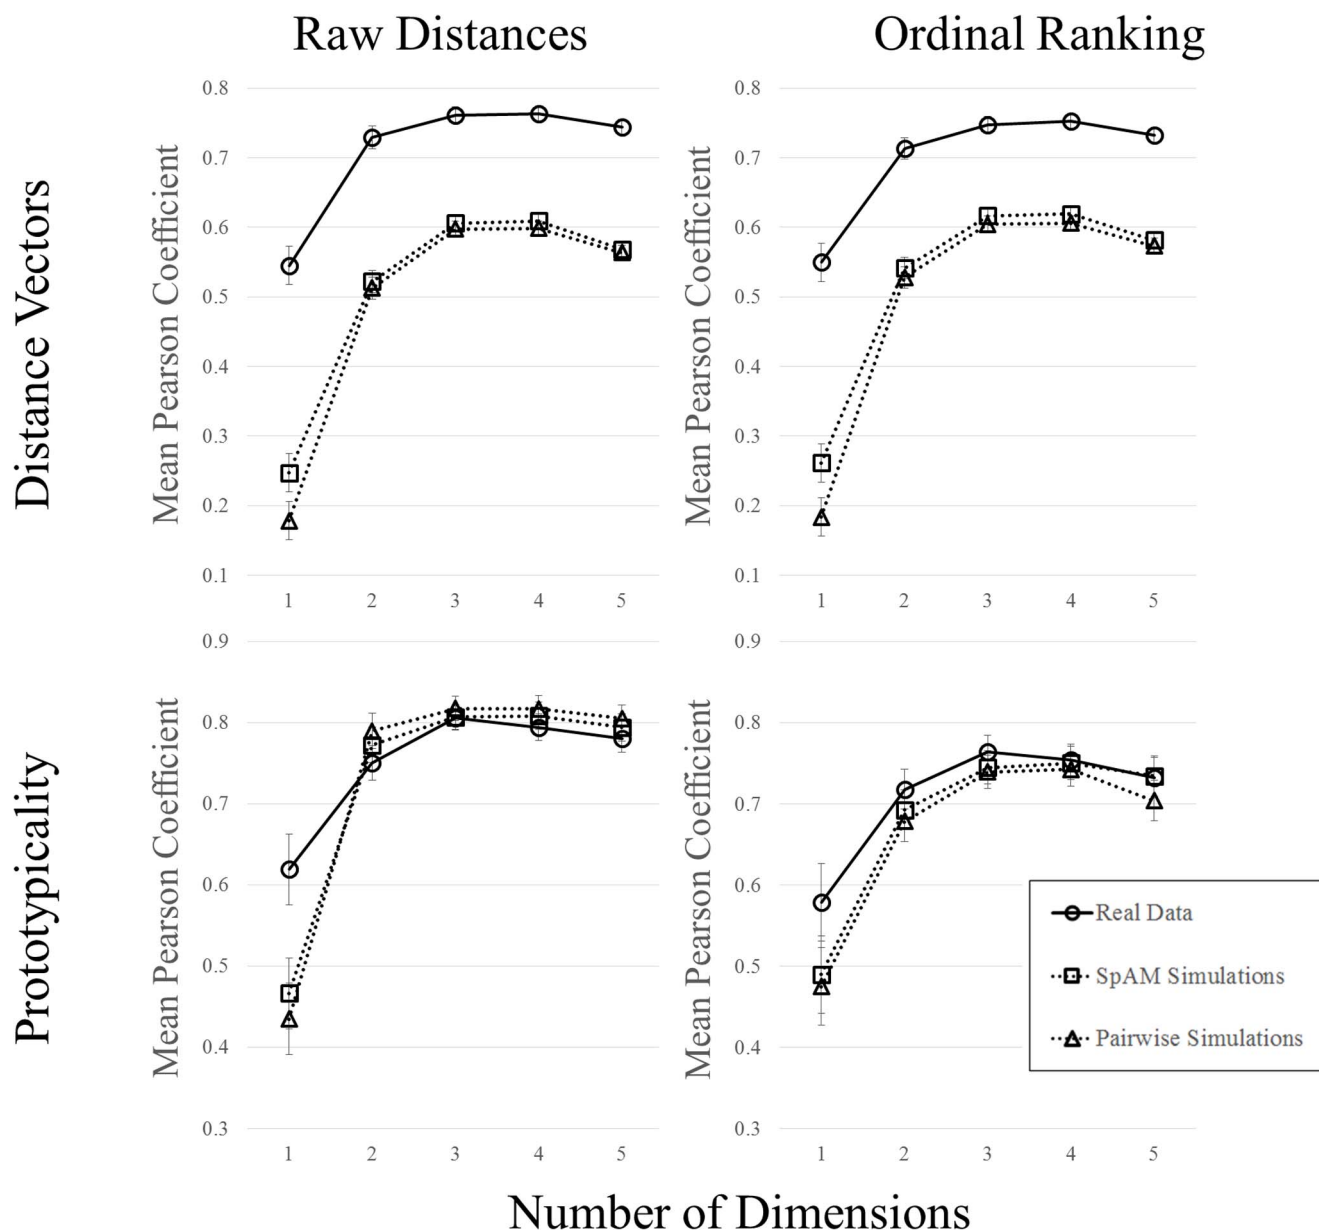 Raw Distances
Ordinal Ranking
Distance Vectors
Mean Pearson Coefficient
0.8
0.7
0.6
0.5
0.4
0.3
0.2
0.1
1 2 3 4 5
Mean Pearson Coefficient
0.8
0.7
0.6
0.5
0.4
0.3
0.2
0.1
1 2 3 4 5
Prototypicality
Mean Pearson Coefficient
0.9
0.8
0.7
0.6
0.5
0.4
0.3
1 2 3 4 5
Mean Pearson Coefficient
0.9
0.8
0.7
0.6
0.5
0.4
0.3
1 2 3 4 5
Real Data
SpAM Simulations
Pairwise Simulations
Number of Dimensions